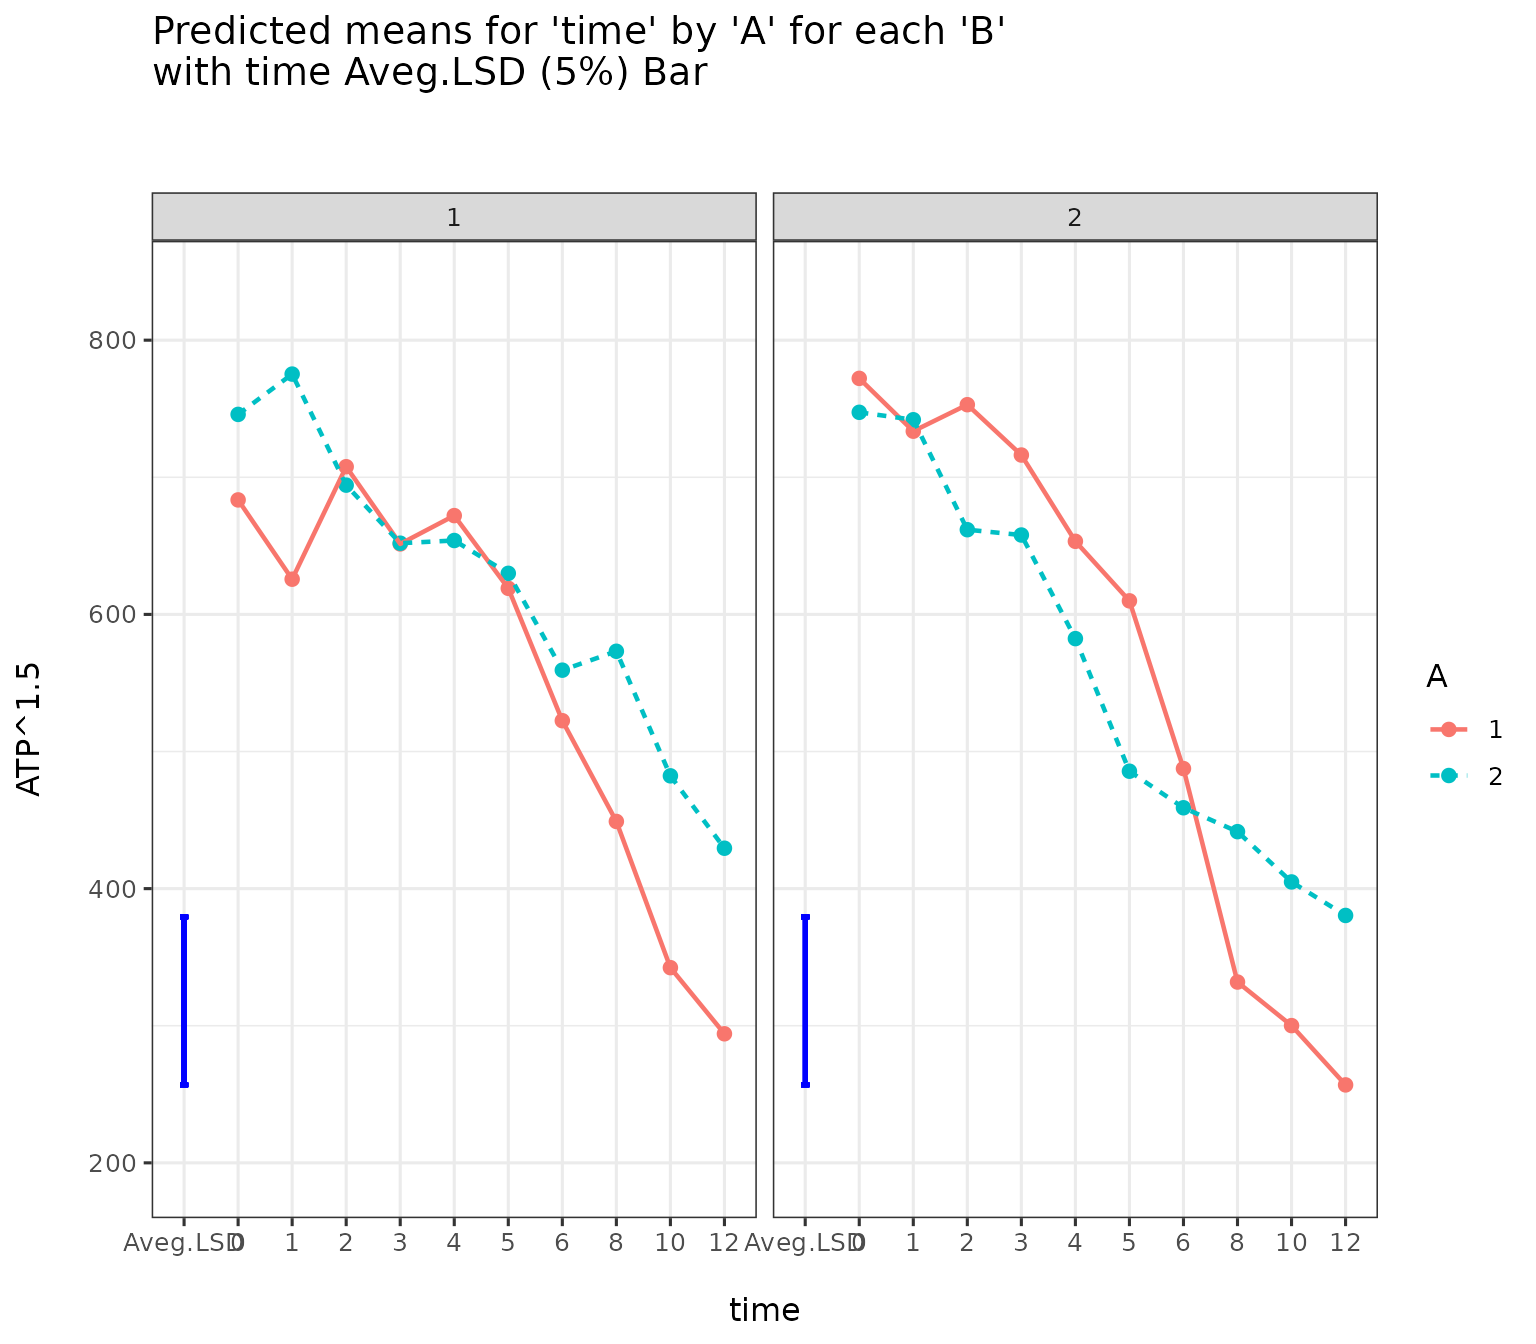 Predicted means for 'time' by 'A' for each 'B'
with time Aveg.LSD (5%) Bar
1 2
800
600
400
200
ATP^1.5
Aveg.LSD 0 1 2 3 4 5 6 8 10 12 Aveg.LSD 0 1 2 3 4 5 6 8 10 12
time
A
1
2